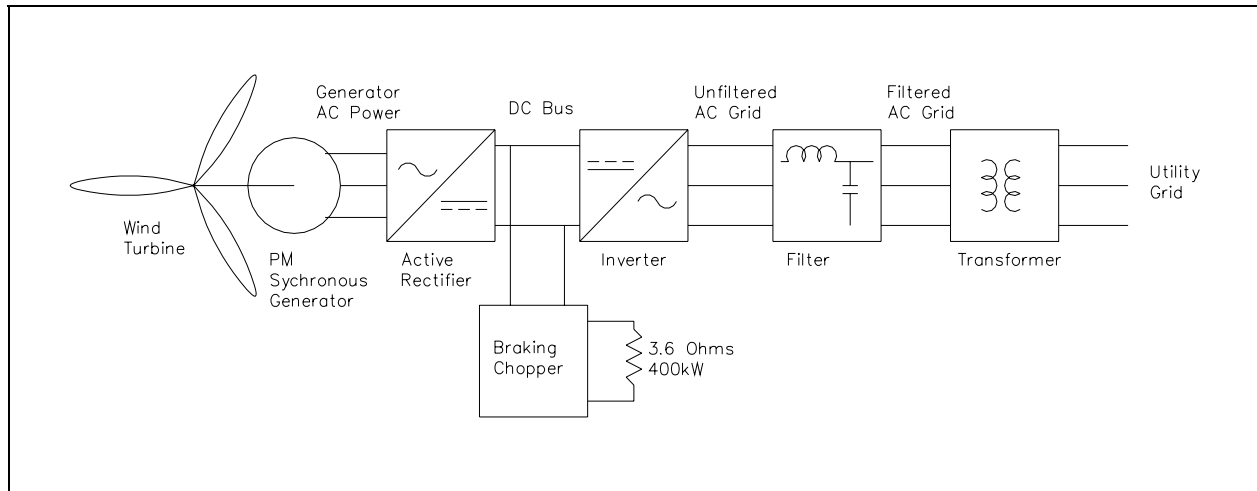 Generator
AC Power
DC Bus
Unfiltered
AC Grid
Filtered
AC Grid
Utility
Grid
Wind
Turbine
PM
Sychronous
Generator
Active
Rectifier
Inverter
Filter
Transformer
Braking
Chopper
3.6 Ohms
400kW